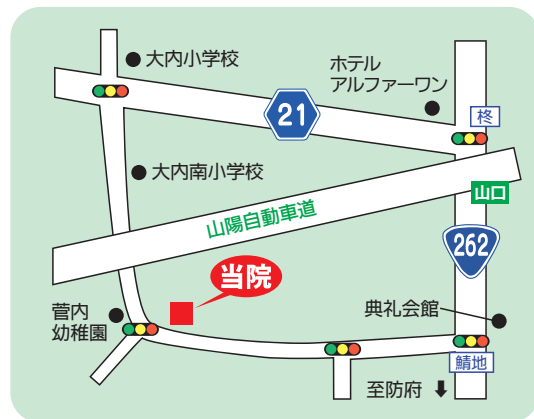 大内小学校
ホテル
アルファーワン
21
柊
大内南小学校
山陽自動車道
山口
262
当院
菅内
幼稚園
典礼会館
鯖地
至防府